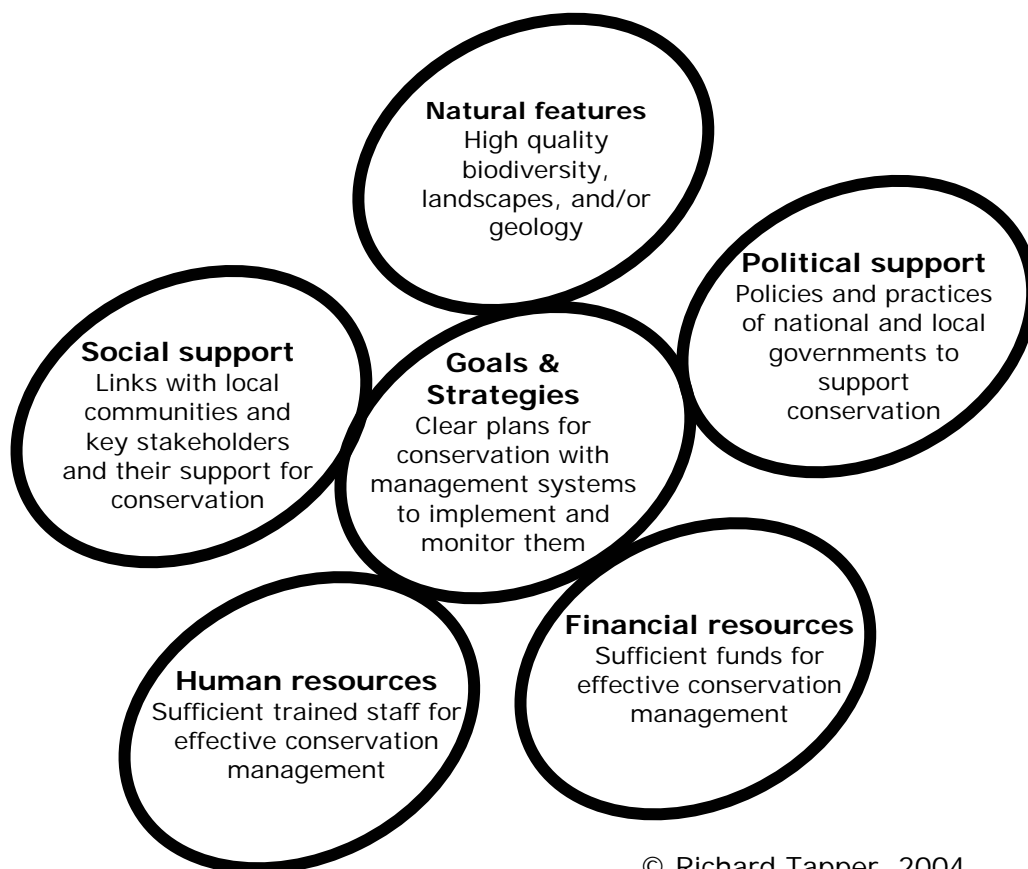 Natural features
High quality
biodiversity,
landscapes, and/or
geology
Political support
Policies and practices
of national and local
governments to
support
conservation
Social support
Links with local
communities and
key stakeholders
and their support for
conservation
Goals &
Strategies
Clear plans for
conservation with
management systems
to implement and
monitor them
Financial resources
Sufficient funds for
effective conservation
management
Human resources
Sufficient trained staff for
effective conservation
management
© Richard Tapper, 2004